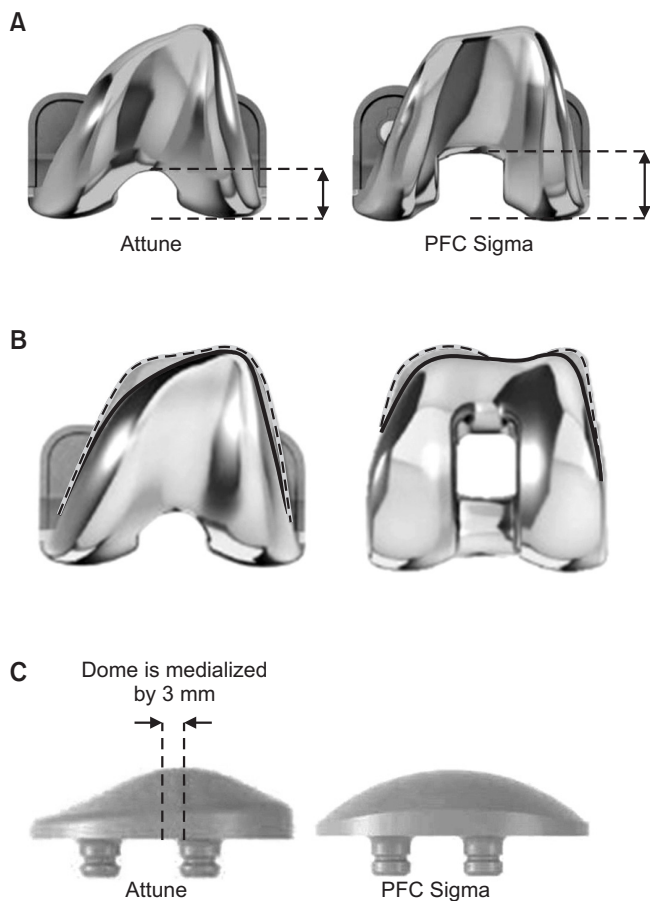 A
Attune
PFC Sigma
B
C
Dome is medialized
by 3 mm
Attune
PFC Sigma